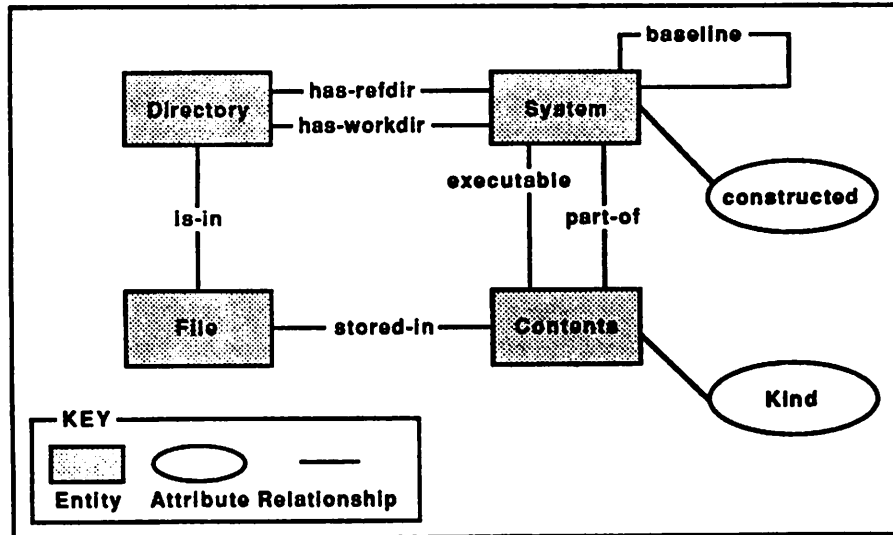 baseline
Directory
has-refdir
System
has-workdir
executable
constructed
is-in
part-of
File
stored-in
Contents
Kind
KEY
Entity Attribute Relationship